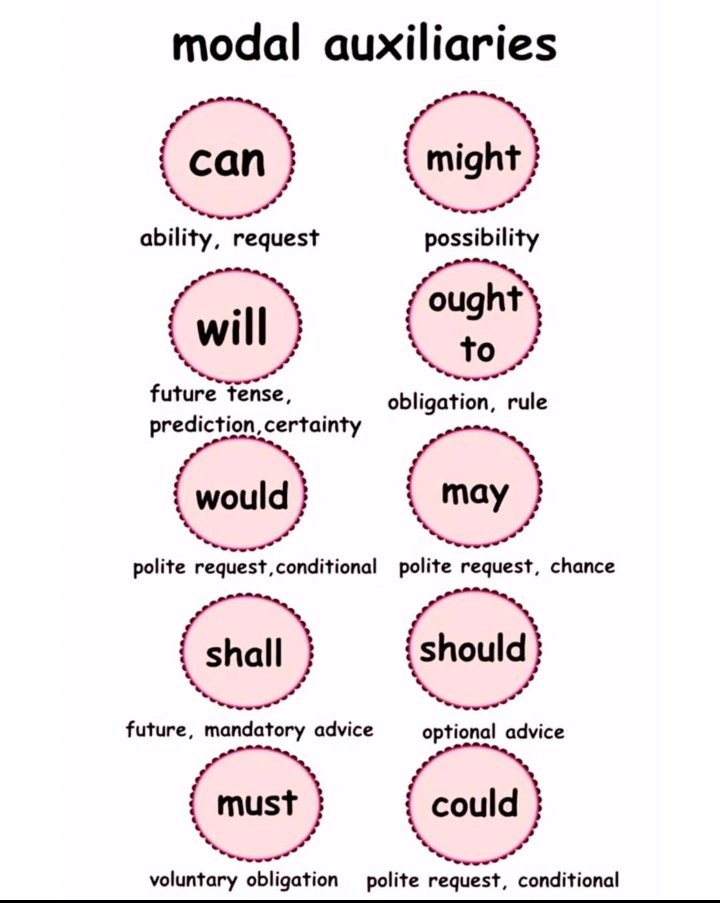 modal auxiliaries
can
might
ability, request
possibility
will
ought
to
future tense,
prediction,certainty
obligation, rule
would
may
polite request,conditional
polite request, chance
shall
should
future, mandatory advice
optional advice
must
could
voluntary obligation
polite request, conditional